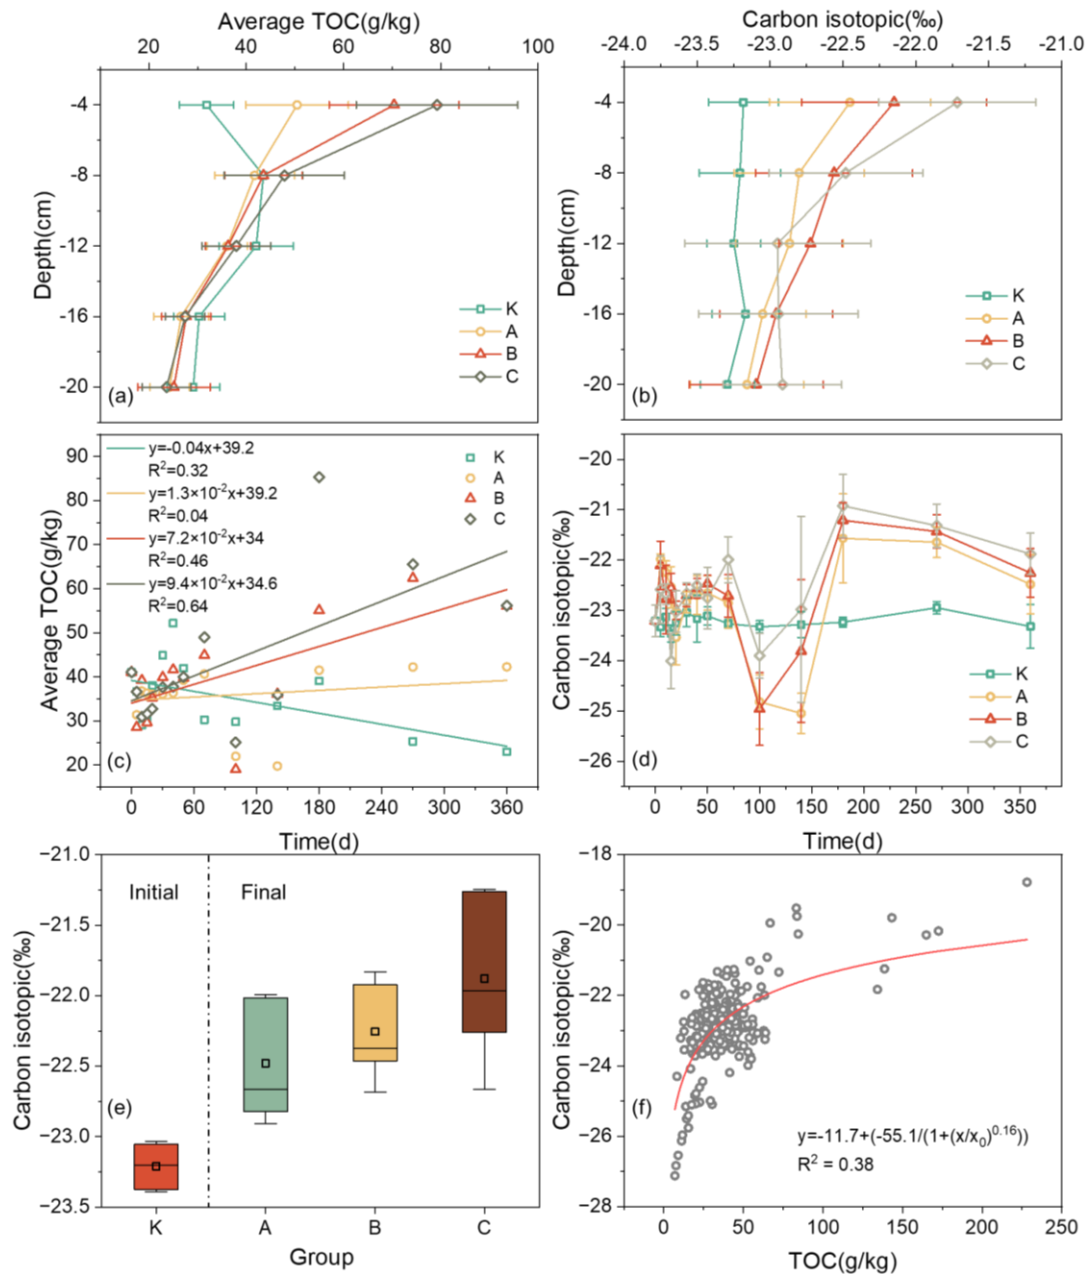 Average TOC(g/kg)
20 40 60 80 100
-4
-8
-12
-16
-20
Depth(cm)
K
A
B
C
(a)
Carbon isotopic(‰)
-24.0 -23.5 -23.0 -22.5 -22.0 -21.5 -21.0
-4
-8
-12
-16
-20
Depth(cm)
K
A
B
C
(b)
90
80
70
60
50
40
30
20
Average TOC(g/kg)
y=-0.04x+39.2
R²=0.32
y=1.3×10⁻²x+39.2
R²=0.04
y=7.2×10⁻²x+34
R²=0.46
y=9.4×10⁻²x+34.6
R²=0.64
K
A
B
C
(c)
0 60 120 180 240 300 360
Time(d)
−20
−21
−22
−23
−24
−25
−26
Carbon isotopic(‰)
K
A
B
C
(d)
0 50 100 150 200 250 300 350
Time(d)
−21.0
−21.5
−22.0
−22.5
−23.0
−23.5
Carbon isotopic(‰)
Initial
Final
(e)
K A B C
Group
−18
−20
−22
−24
−26
−28
Carbon isotopic(‰)
(f)
y=-11.7+(-55.1/(1+(x/x₀)^0.16))
R² = 0.38
0 50 100 150 200 250
TOC(g/kg)